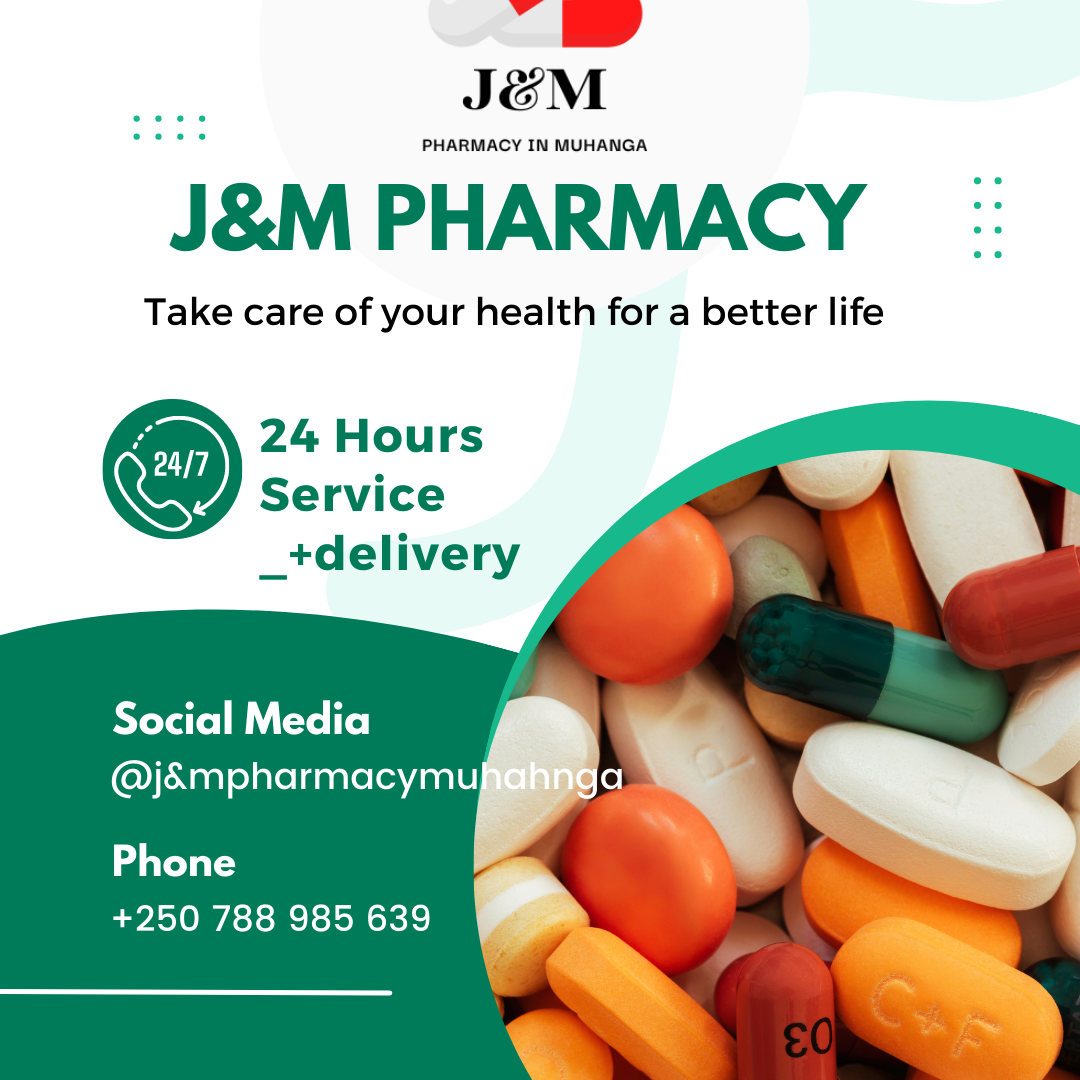 J&M
PHARMACY IN MUHANGA
J&M PHARMACY
Take care of your health for a better life
24/7
24 Hours
Service
_+delivery
Social Media
@j&mpharmacymuhahnga
Phone
+250 788 985 639
C+F